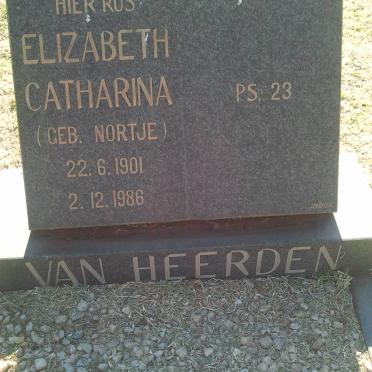 HIER RUS
ELIZABETH
CATHARINA
(GEB. NORTJE)
22.6.1901
2.12.1986
PS. 23
VAN HEERDEN